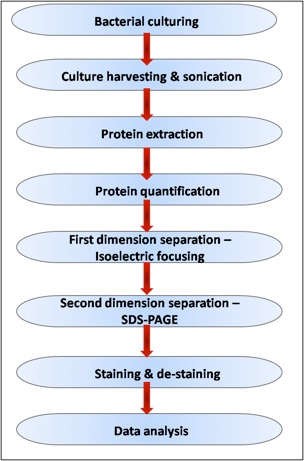 Bacterial culturing
Culture harvesting & sonication
Protein extraction
Protein quantification
First dimension separation –
Isoelectric focusing
Second dimension separation –
SDS-PAGE
Staining & de-staining
Data analysis